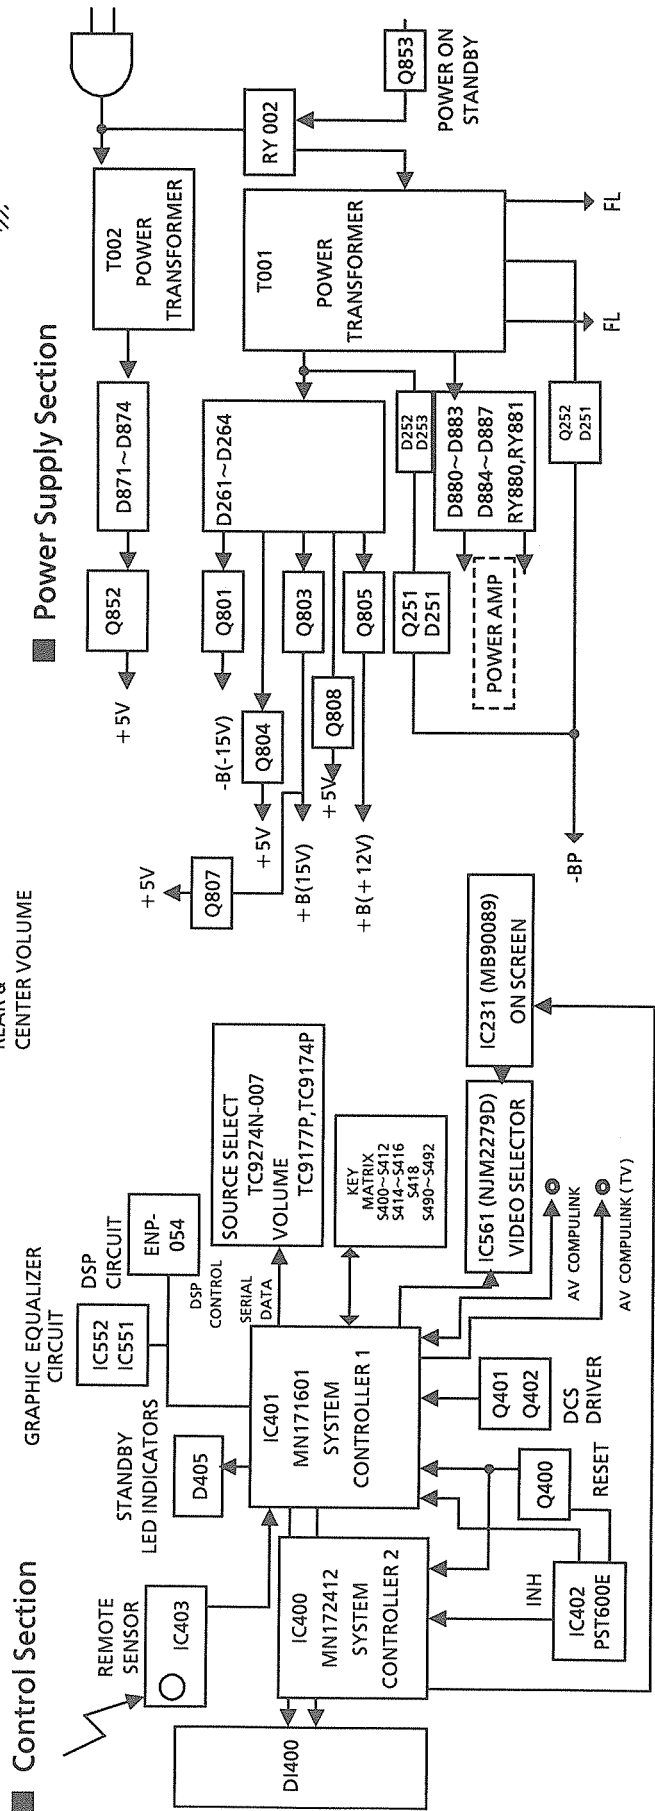 Control Section
REMOTE
SENSOR
IC403
DI400
STANDBY
LED INDICATORS
D405
GRAPHIC EQUALIZER
CIRCUIT
IC552
IC551
DSP
CIRCUIT
ENP-
054
DSP
CONTROL
SERIAL
DATA
IC401
MN171601
SYSTEM
CONTROLLER 1
IC400
MN172412
SYSTEM
CONTROLLER 2
SOURCE SELECT
TC9274N-007
VOLUME
TC9177P,TC9174P
KEY
MATRIX
S400~S412
S414~S416
S418
S490~S492
IC561 (NJM2279D)
VIDEO SELECTOR
IC231 (MB90089)
ON SCREEN
AV COMPULINK
AV COMPULINK (TV)
Q401
Q402
DCS
DRIVER
Q400
RESET
INH
IC402
PST600E
CENTER VOLUME
Power Supply Section
T002
POWER
TRANSFORMER
D871~D874
Q852
+5V
RY 002
Q853
POWER ON
STANDBY
T001
POWER
TRANSFORMER
FL
FL
D261~D264
Q801
-B(-15V)
Q804
+5V
Q803
Q807
+5V
+B(15V)
Q808
+5V
Q805
+B(+12V)
D252
D253
Q251
D251
D880~D883
D884~D887
RY880,RY881
POWER AMP
Q252
D251
-BP